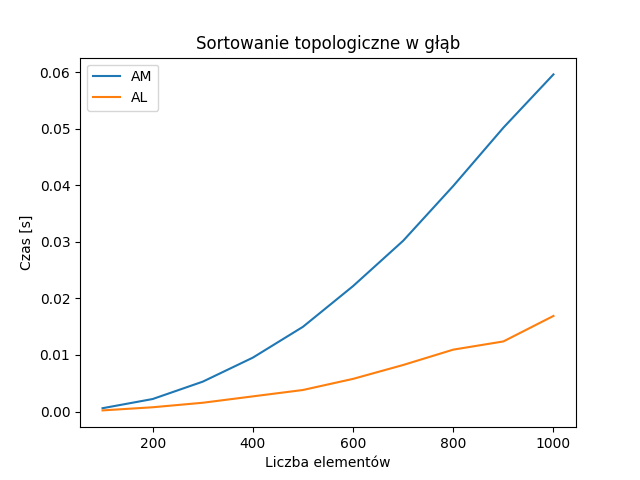 Sortowanie topologiczne w głąb
AM
AL
0.06
0.05
0.04
0.03
0.02
0.01
0.00
Czas [s]
200 400 600 800 1000
Liczba elementów